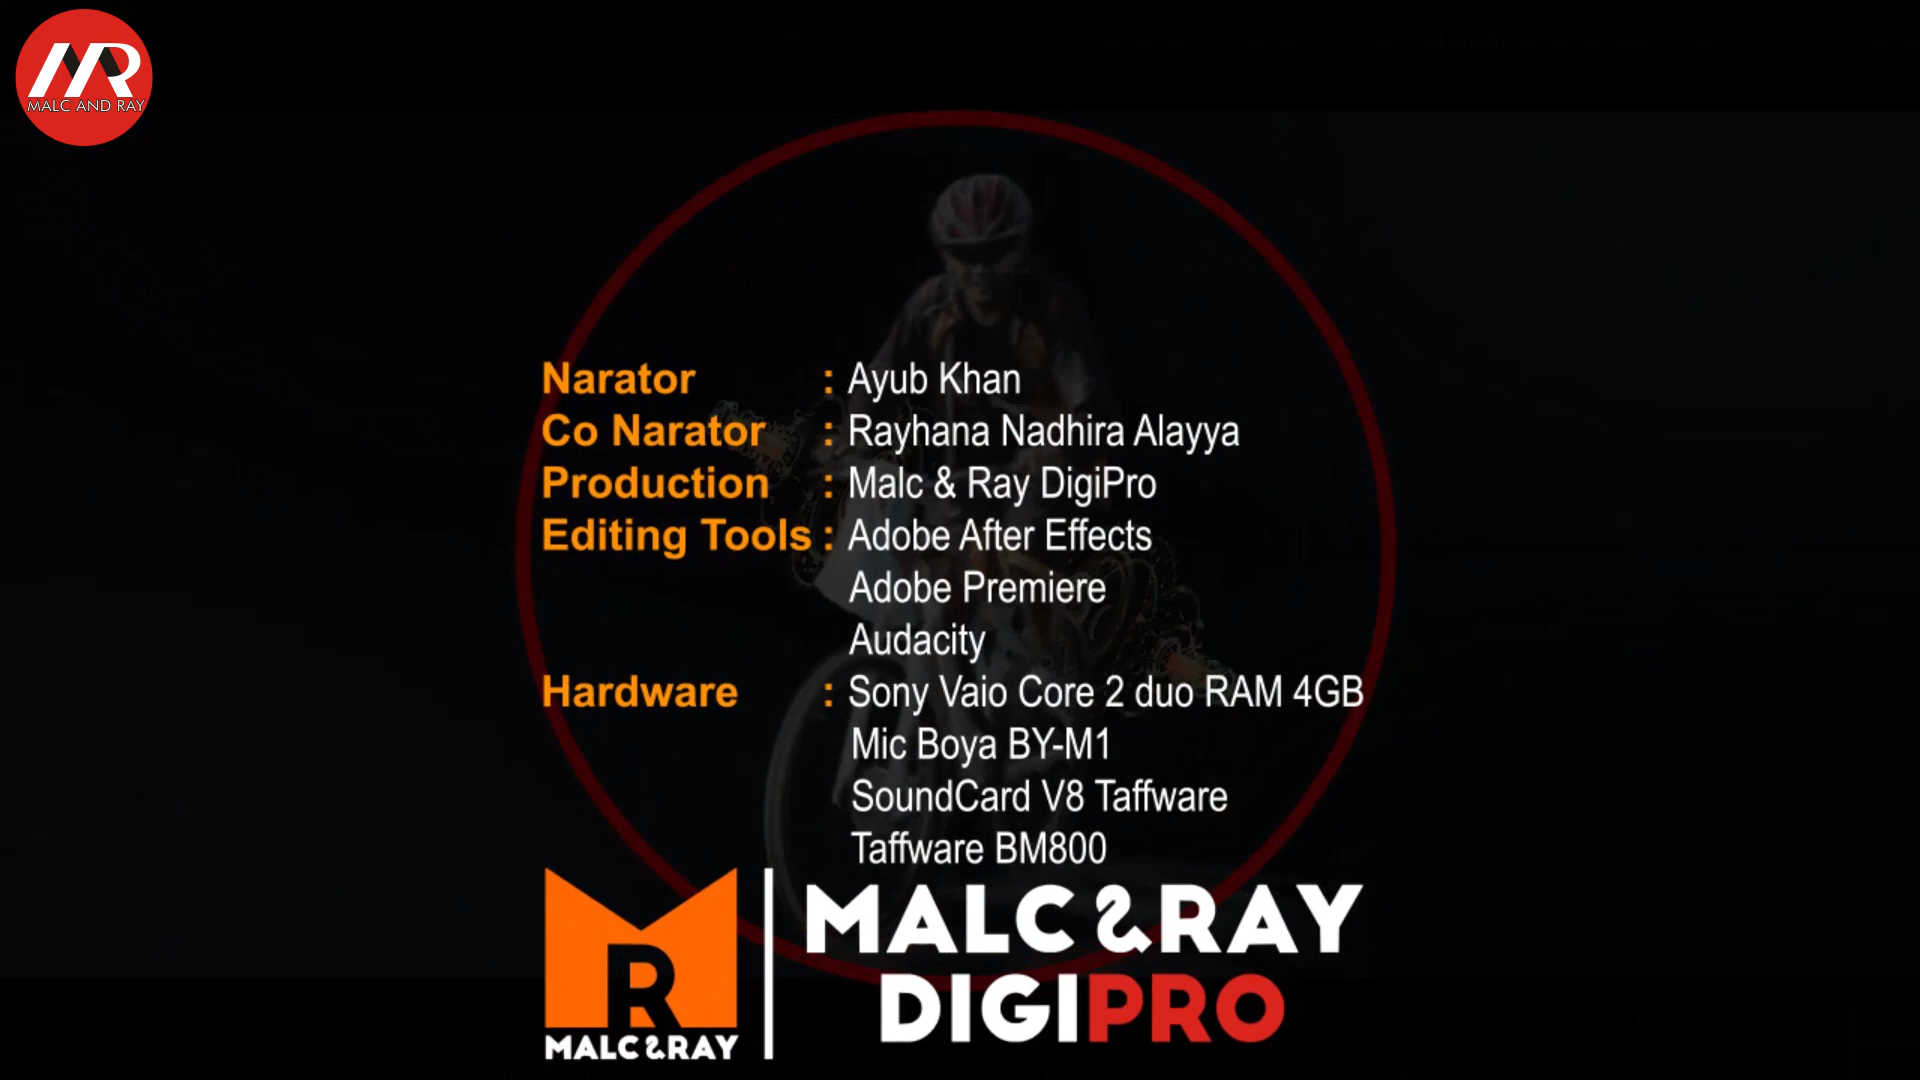 MR
MALC AND RAY
Narator : Ayub Khan
Co Narator : Rayhana Nadhira Alayya
Production : Malc & Ray DigiPro
Editing Tools : Adobe After Effects
Adobe Premiere
Audacity
Hardware : Sony Vaio Core 2 duo RAM 4GB
Mic Boya BY-M1
SoundCard V8 Taffware
Taffware BM800
R
MALC & RAY
MALC & RAY
DIGIPRO